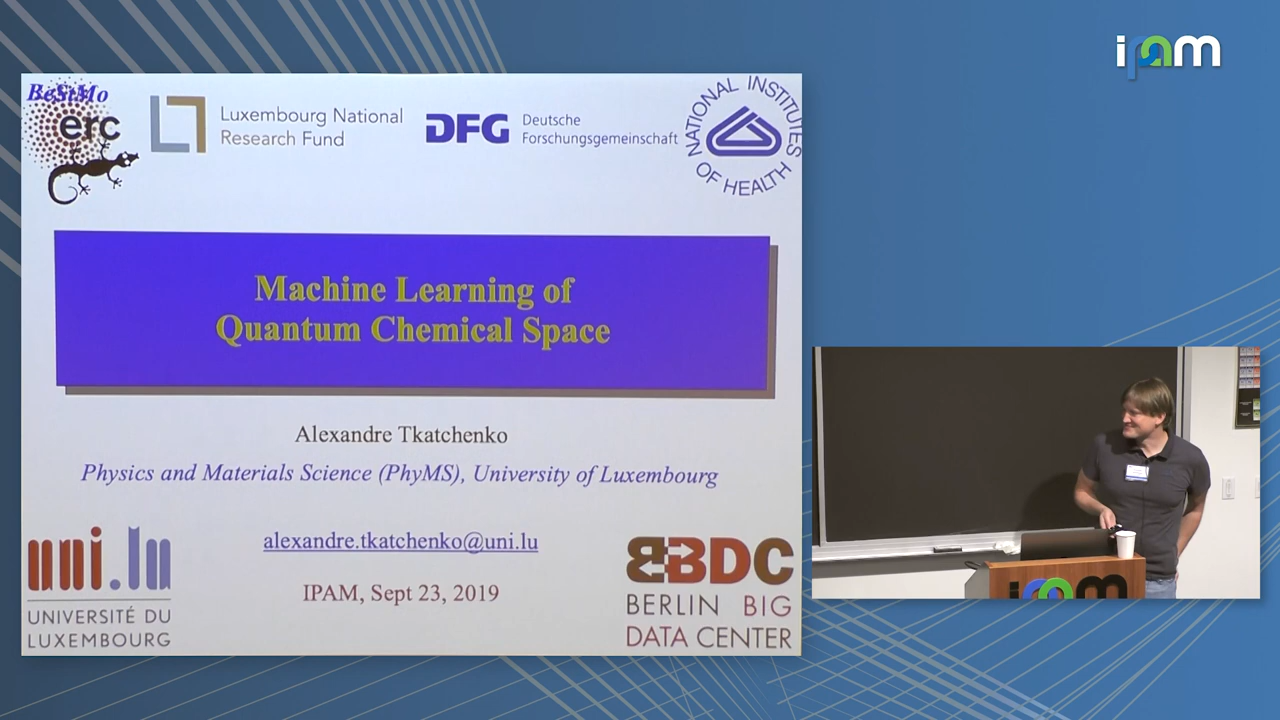 ipam
BeStMo
erc
Luxembourg National
Research Fund
DFG
Deutsche
Forschungsgemeinschaft
NATIONAL INSTITUTES
OF HEALTH
Machine Learning of
Quantum Chemical Space
Alexandre Tkatchenko
Physics and Materials Science (PhyMS), University of Luxembourg
alexandre.tkatchenko@uni.lu
IPAM, Sept 23, 2019
uni.lu
UNIVERSITÉ DU
LUXEMBOURG
BBDC
BERLIN BIG
DATA CENTER
ipam